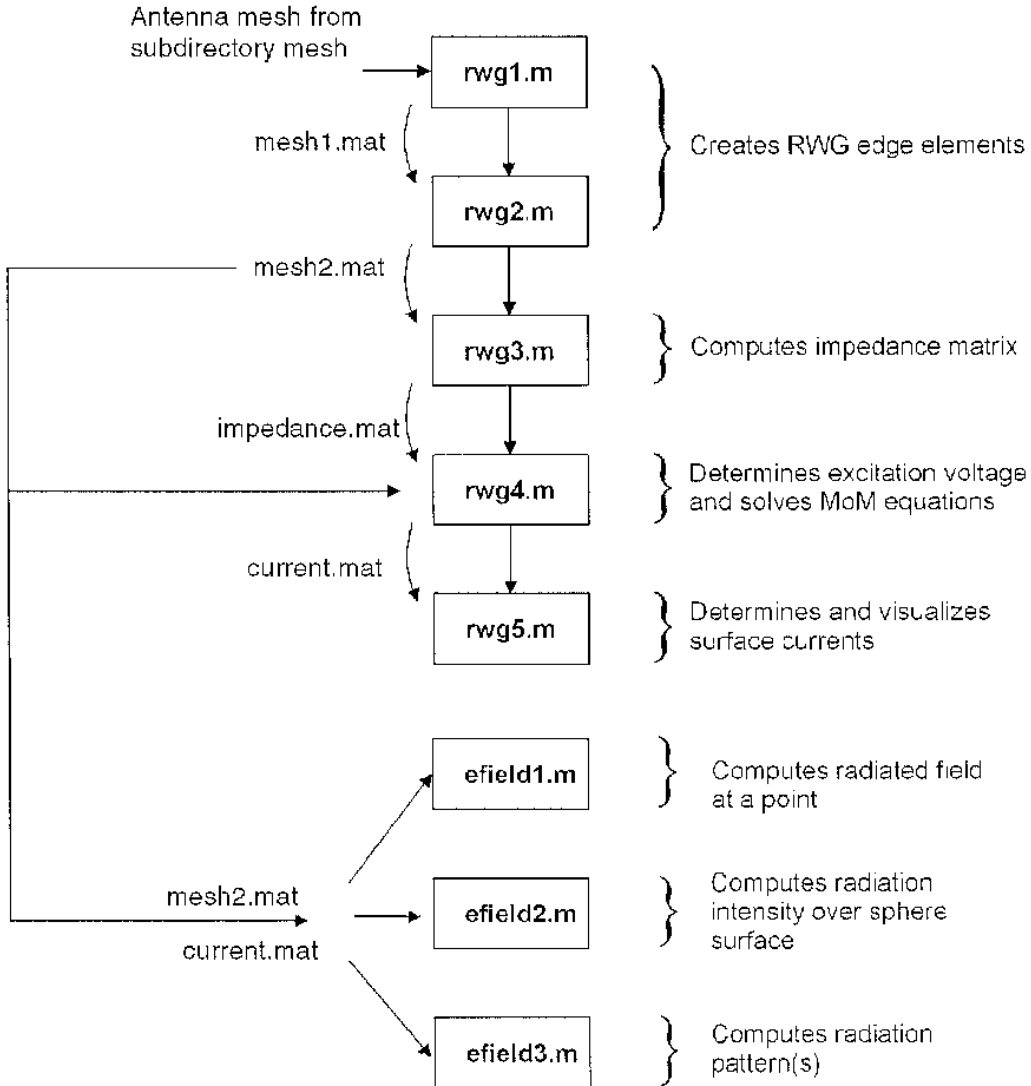 Antenna mesh from
subdirectory mesh
rwg1.m
mesh1.mat
Creates RWG edge elements
rwg2.m
mesh2.mat
rwg3.m
Computes impedance matrix
impedance.mat
rwg4.m
Determines excitation voltage
and solves MoM equations
current.mat
rwg5.m
Determines and visualizes
surface currents
efield1.m
Computes radiated field
at a point
mesh2.mat
current.mat
efield2.m
Computes radiation
intensity over sphere
surface
efield3.m
Computes radiation
pattern(s)